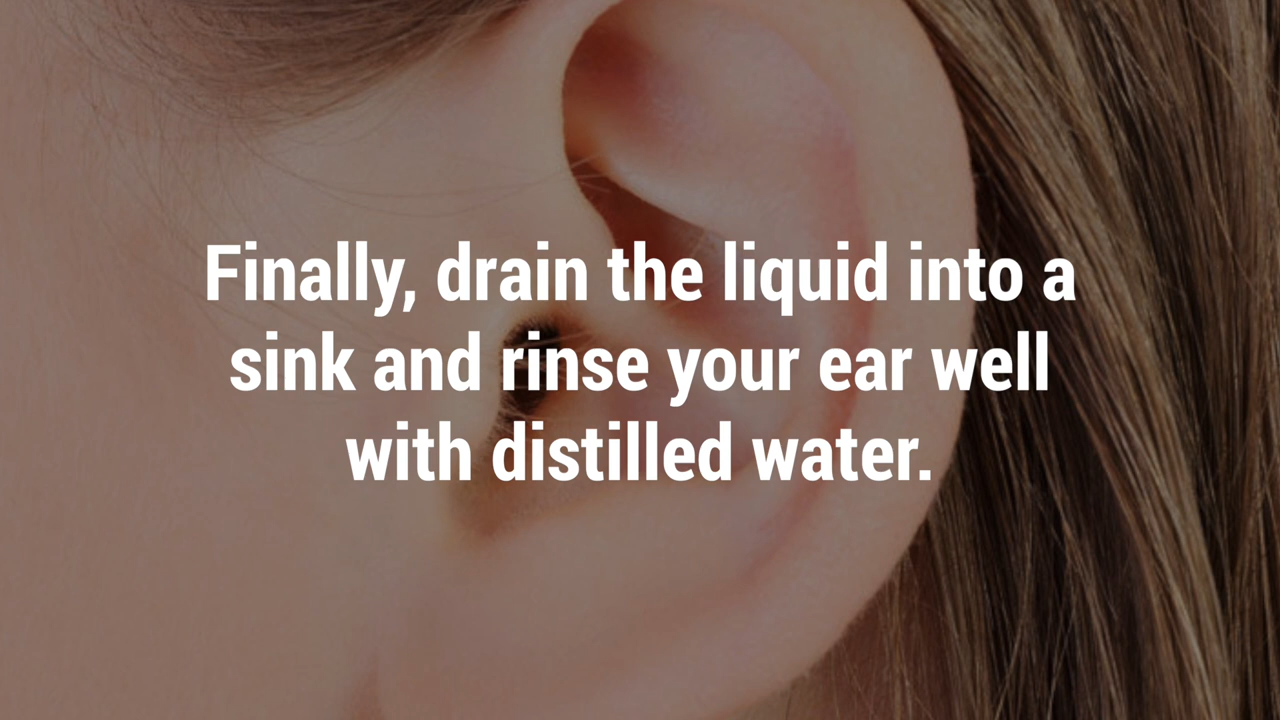 Finally, drain the liquid into a
sink and rinse your ear well
with distilled water.